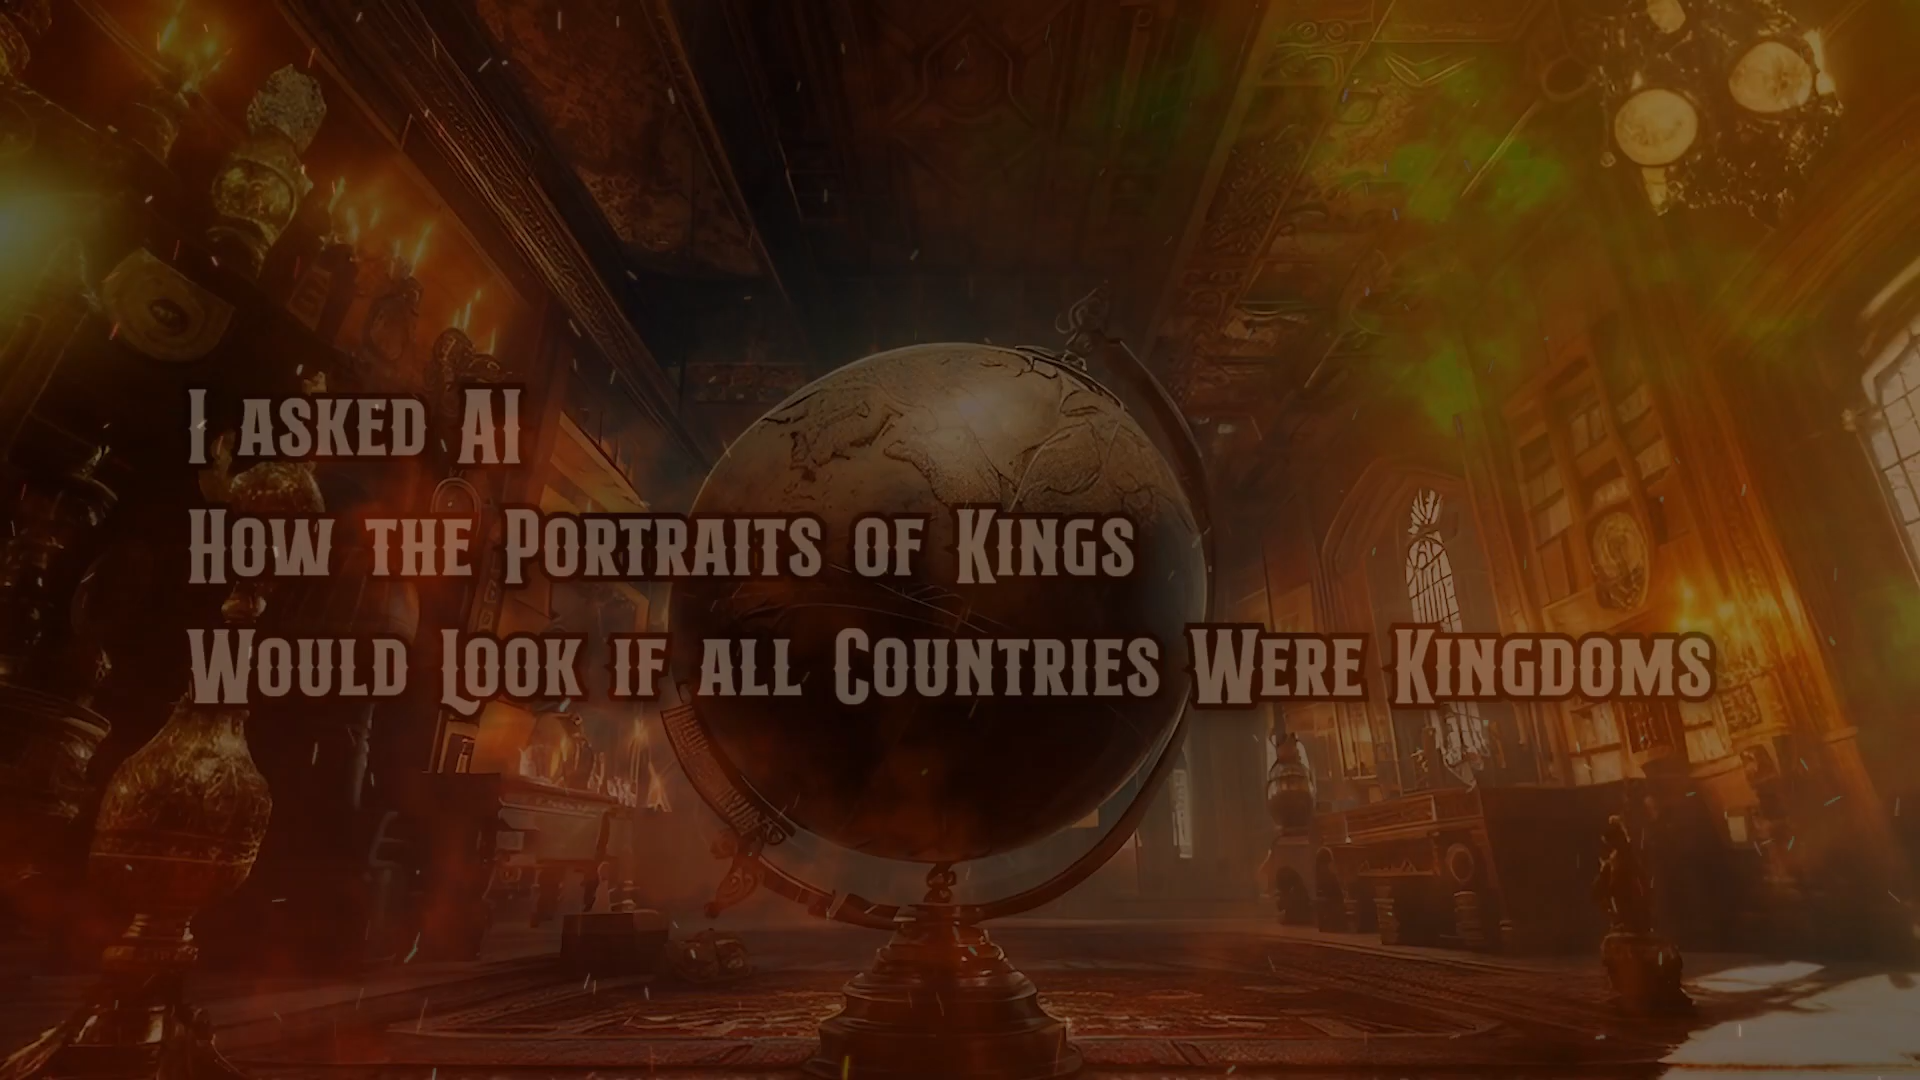 I asked AI
How the Portraits of Kings
Would Look if all Countries Were Kingdoms